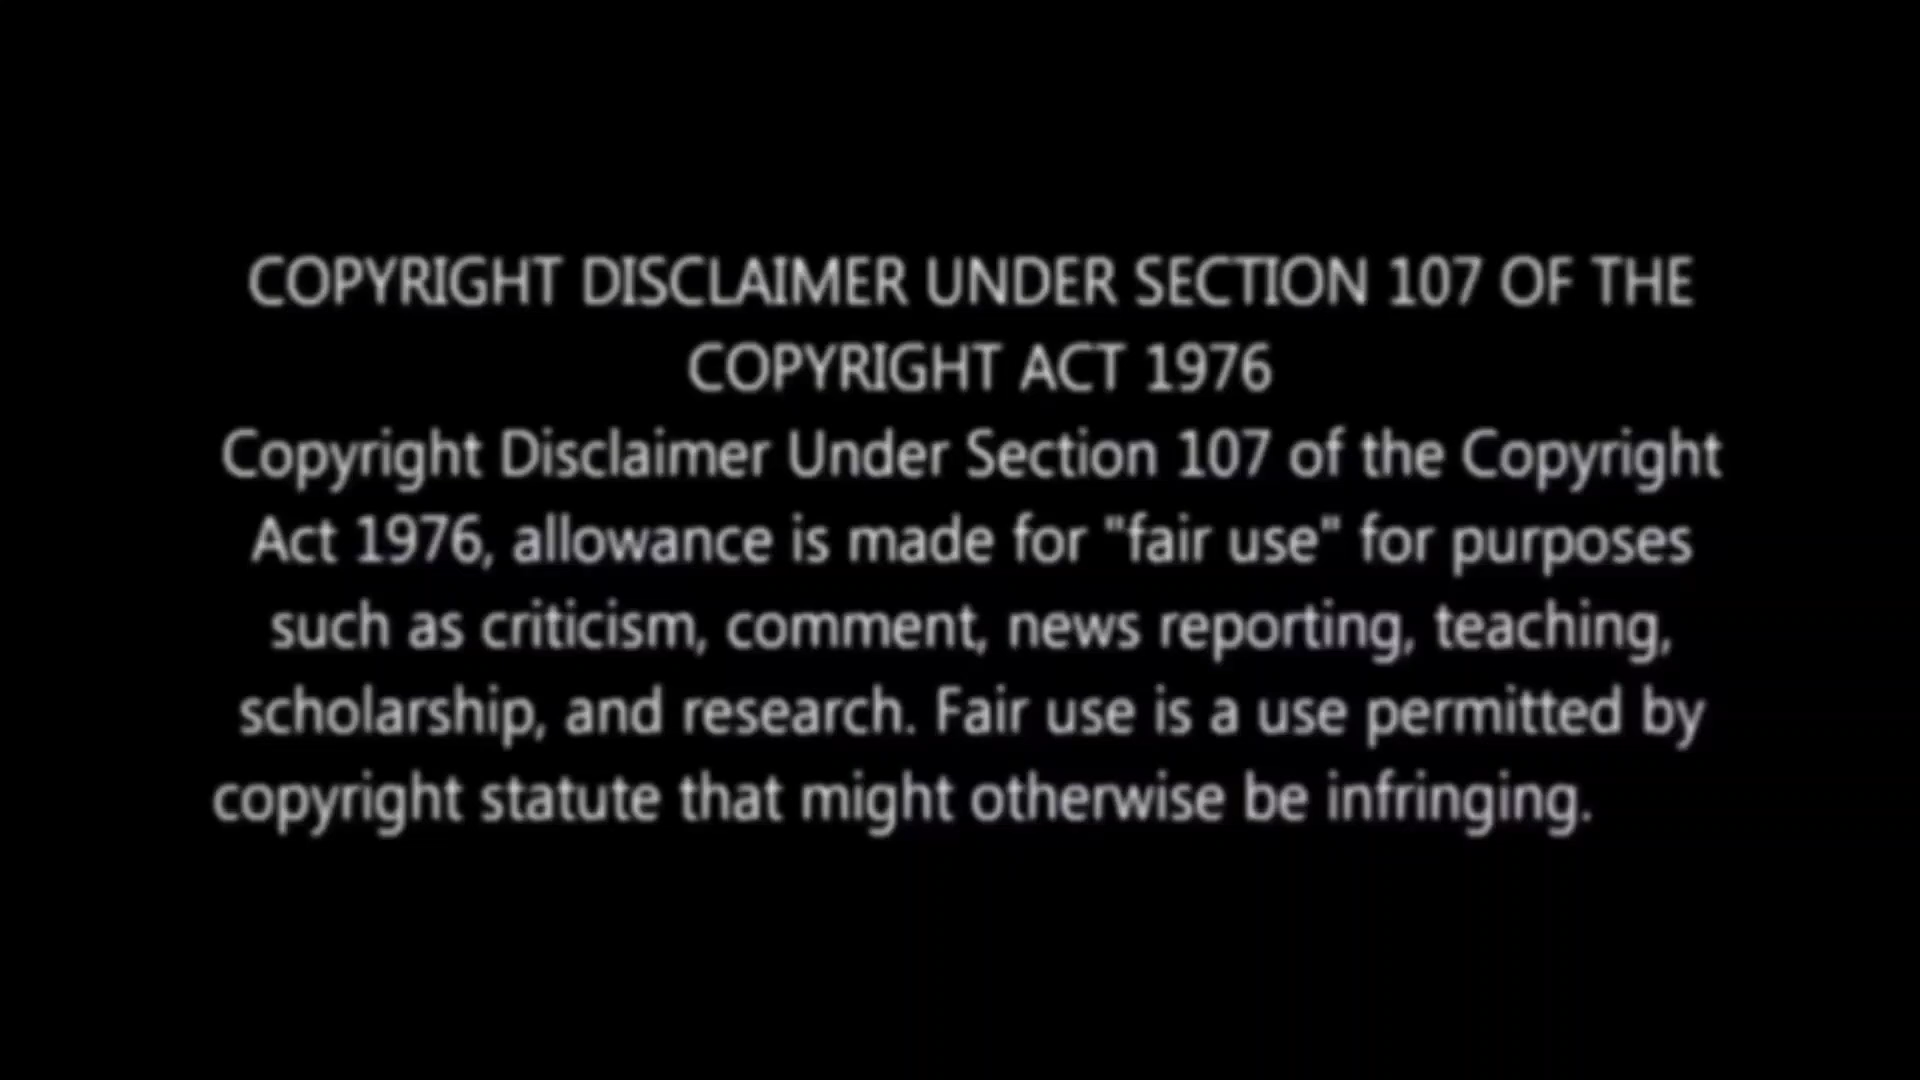 COPYRIGHT DISCLAIMER UNDER SECTION 107 OF THE
COPYRIGHT ACT 1976
Copyright Disclaimer Under Section 107 of the Copyright
Act 1976, allowance is made for "fair use" for purposes
such as criticism, comment, news reporting, teaching,
scholarship, and research. Fair use is a use permitted by
copyright statute that might otherwise be infringing.